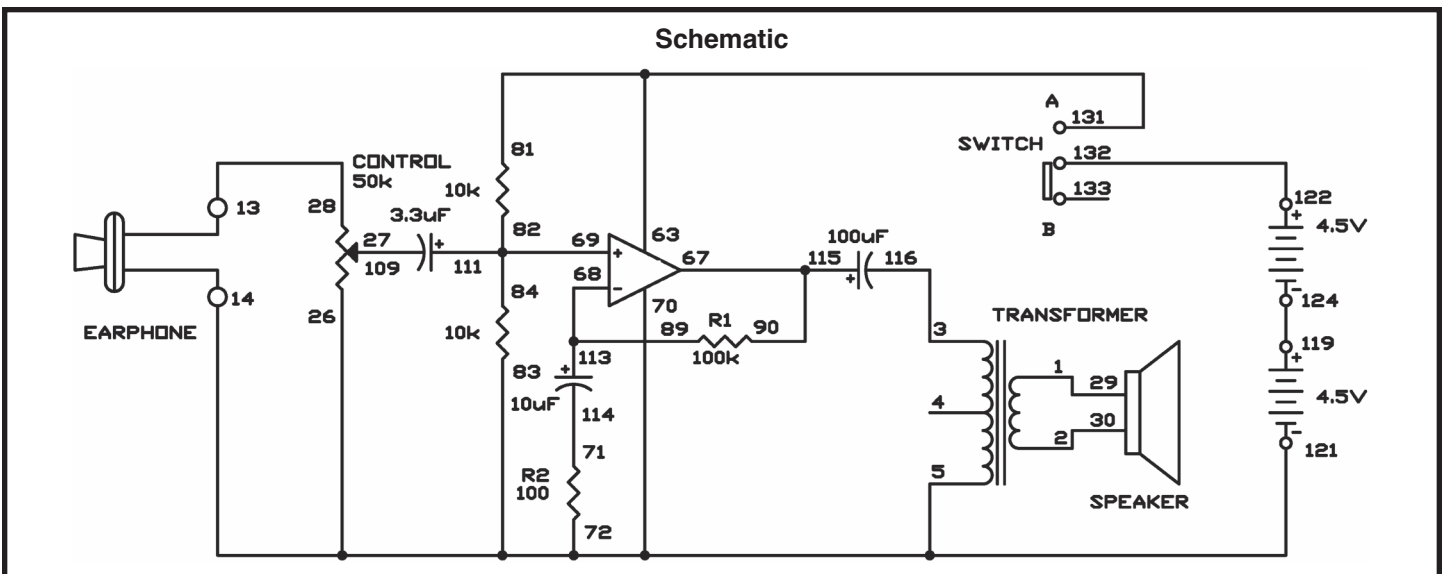 Schematic
A
131
SWITCH
132
133
B
122
+
4.5V
-
124
119
+
4.5V
-
121
CONTROL
50k
28
13
27
109
14
26
EARPHONE
3.3uF
+
111
81
10k
82
84
10k
83
69
+
63
68
-
67
70
89
R1
90
100k
113
+
10uF
114
71
R2
100
72
100uF
115
116
+
TRANSFORMER
3
4
5
1
2
29
30
SPEAKER